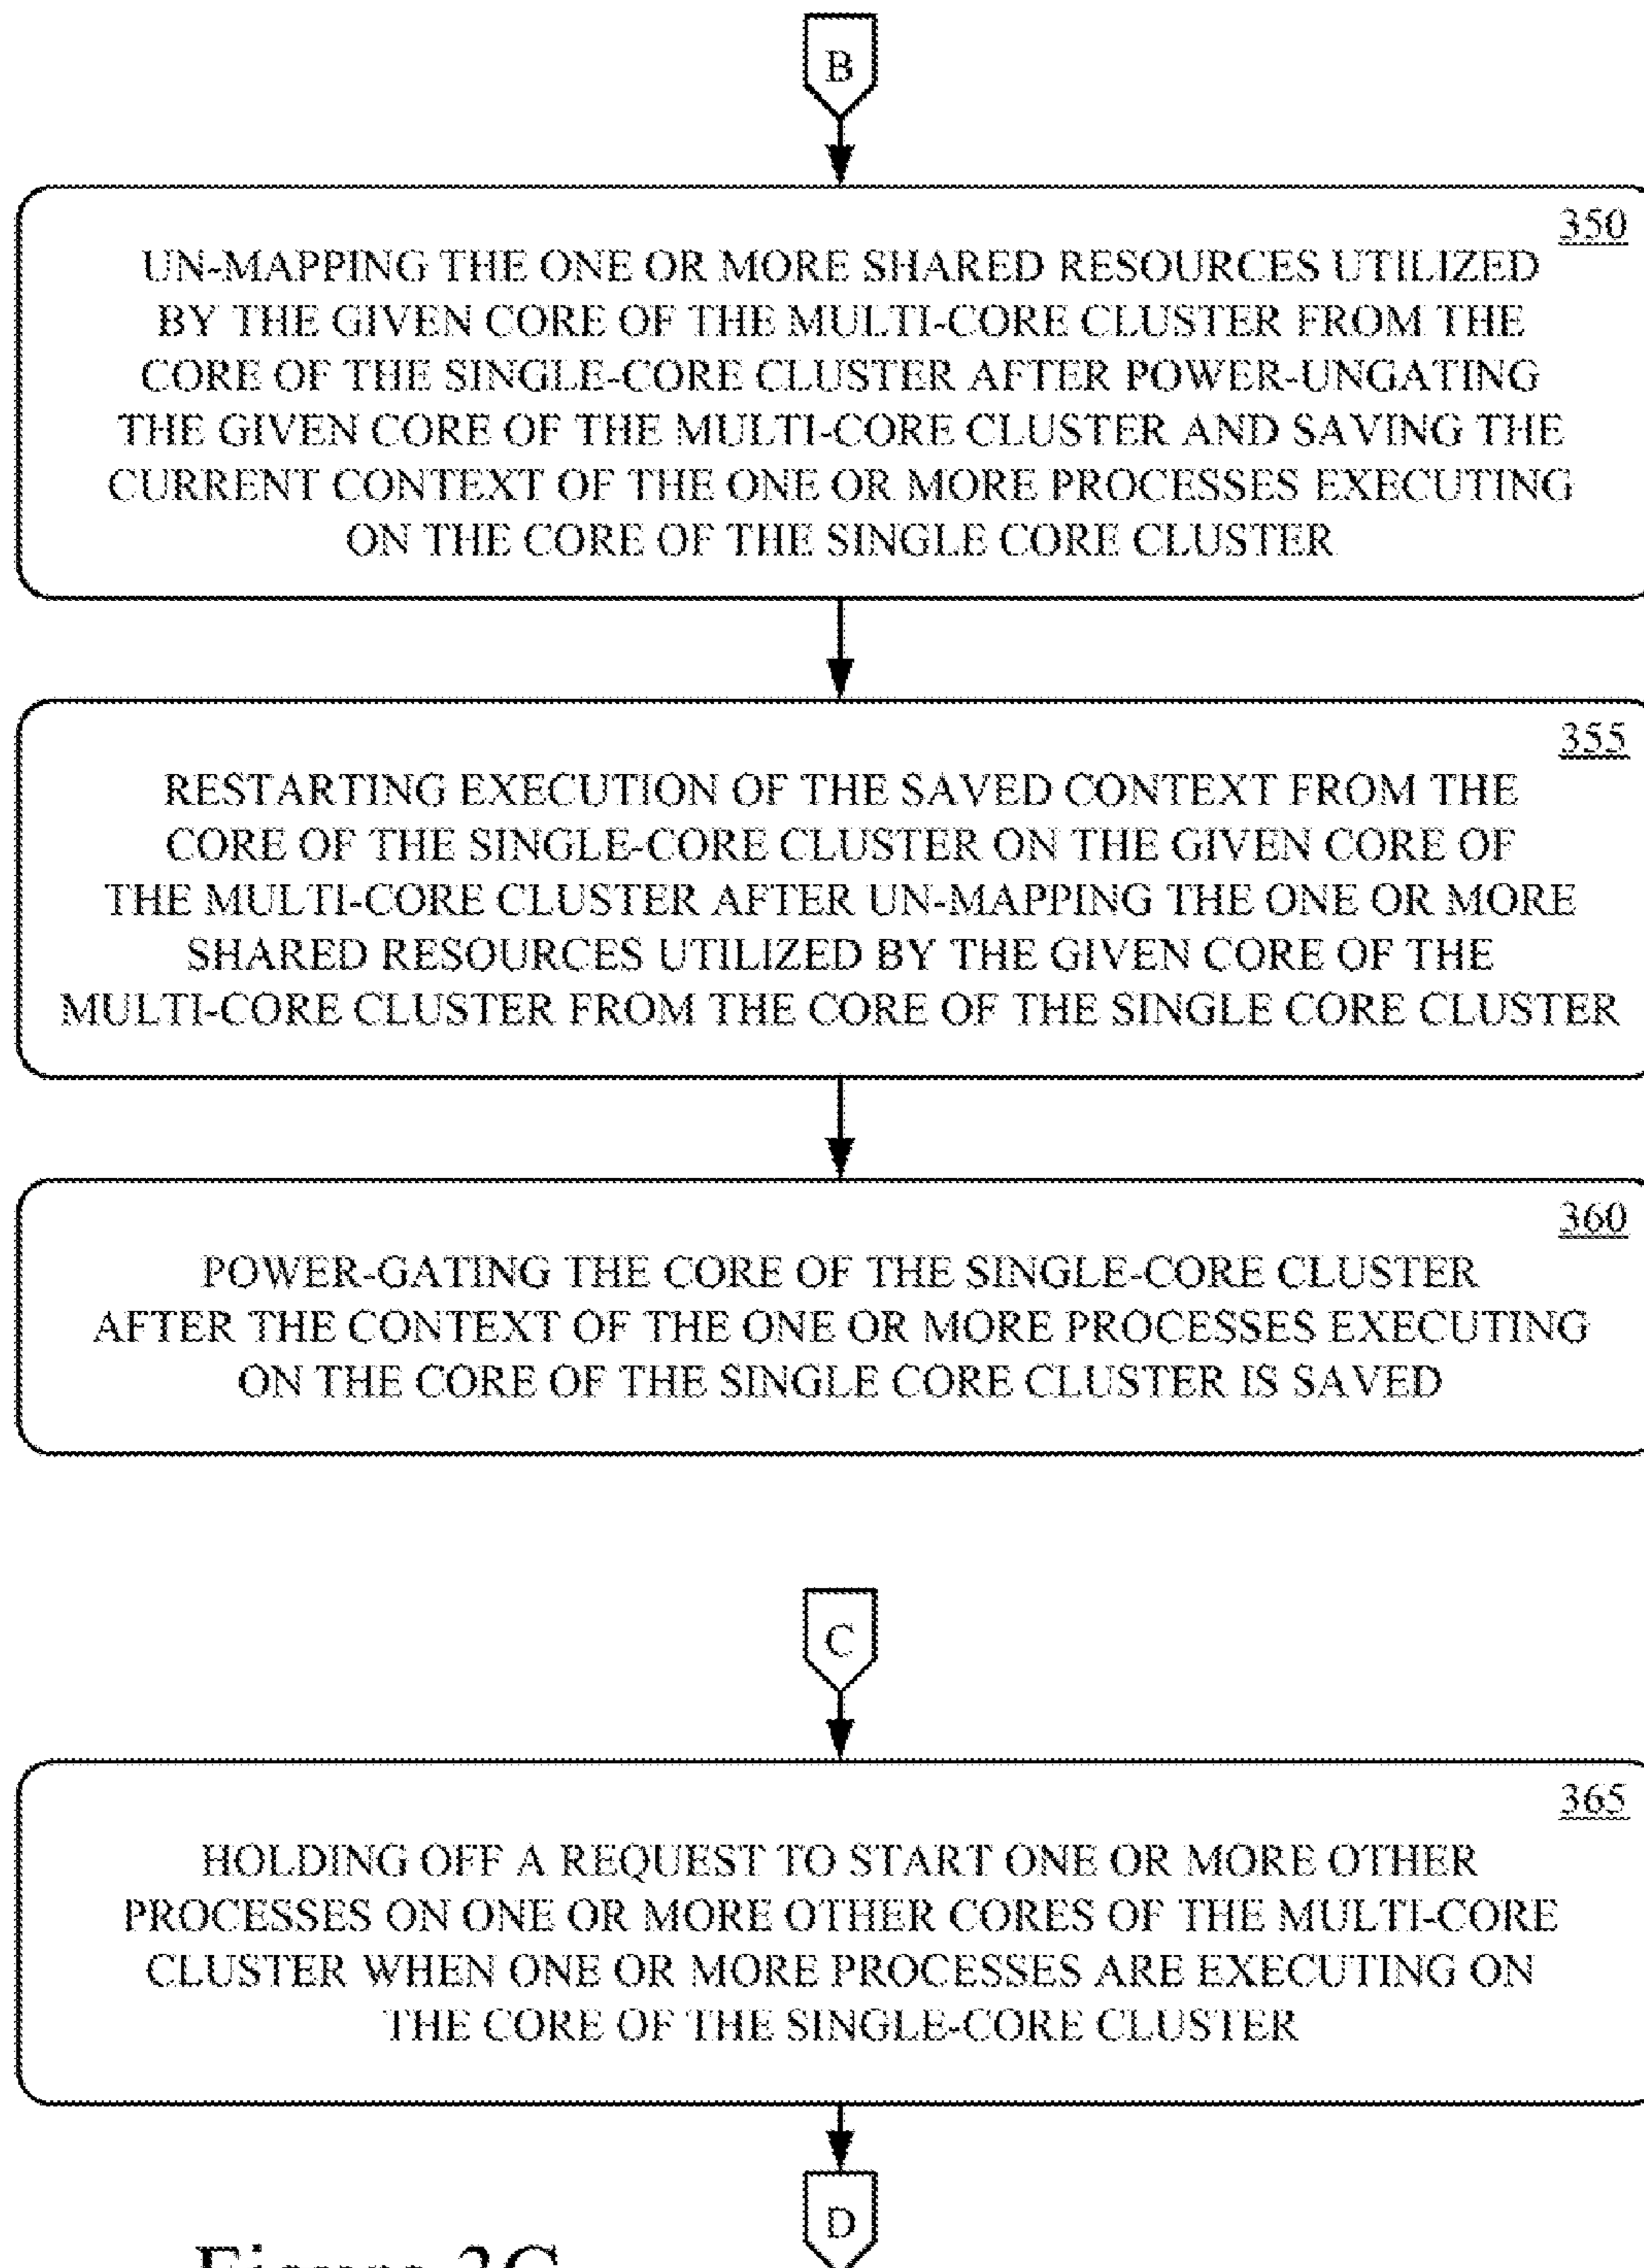 B
350
UN-MAPPING THE ONE OR MORE SHARED RESOURCES UTILIZED
BY THE GIVEN CORE OF THE MULTI-CORE CLUSTER FROM THE
CORE OF THE SINGLE-CORE CLUSTER AFTER POWER-UNGATING
THE GIVEN CORE OF THE MULTI-CORE CLUSTER AND SAVING THE
CURRENT CONTEXT OF THE ONE OR MORE PROCESSES EXECUTING
ON THE CORE OF THE SINGLE CORE CLUSTER
355
RESTARTING EXECUTION OF THE SAVED CONTEXT FROM THE
CORE OF THE SINGLE-CORE CLUSTER ON THE GIVEN CORE OF
THE MULTI-CORE CLUSTER AFTER UN-MAPPING THE ONE OR MORE
SHARED RESOURCES UTILIZED BY THE GIVEN CORE OF THE
MULTI-CORE CLUSTER FROM THE CORE OF THE SINGLE CORE CLUSTER
360
POWER-GATING THE CORE OF THE SINGLE-CORE CLUSTER
AFTER THE CONTEXT OF THE ONE OR MORE PROCESSES EXECUTING
ON THE CORE OF THE SINGLE CORE CLUSTER IS SAVED
C
365
HOLDING OFF A REQUEST TO START ONE OR MORE OTHER
PROCESSES ON ONE OR MORE OTHER CORES OF THE MULTI-CORE
CLUSTER WHEN ONE OR MORE PROCESSES ARE EXECUTING ON
THE CORE OF THE SINGLE-CORE CLUSTER
D
Figure 3C